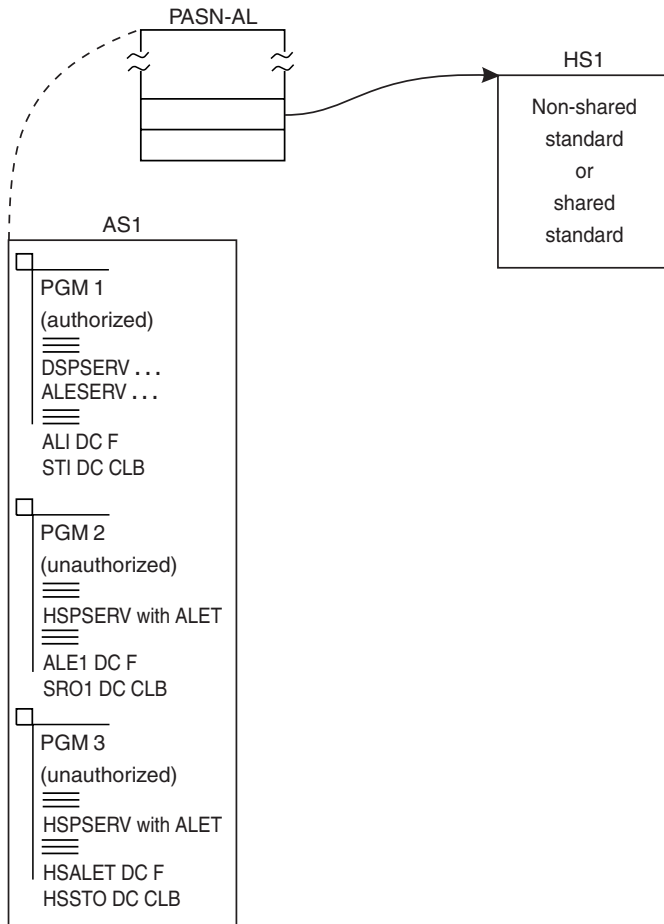 PASN-AL
HS1
Non-shared
standard
or
shared
standard
AS1
PGM 1
(authorized)
DSPSERV . . .
ALESERV . . .
ALI DC F
STI DC CLB
PGM 2
(unauthorized)
HSPSERV with ALET
ALE1 DC F
SRO1 DC CLB
PGM 3
(unauthorized)
HSPSERV with ALET
HSALET DC F
HSSTO DC CLB